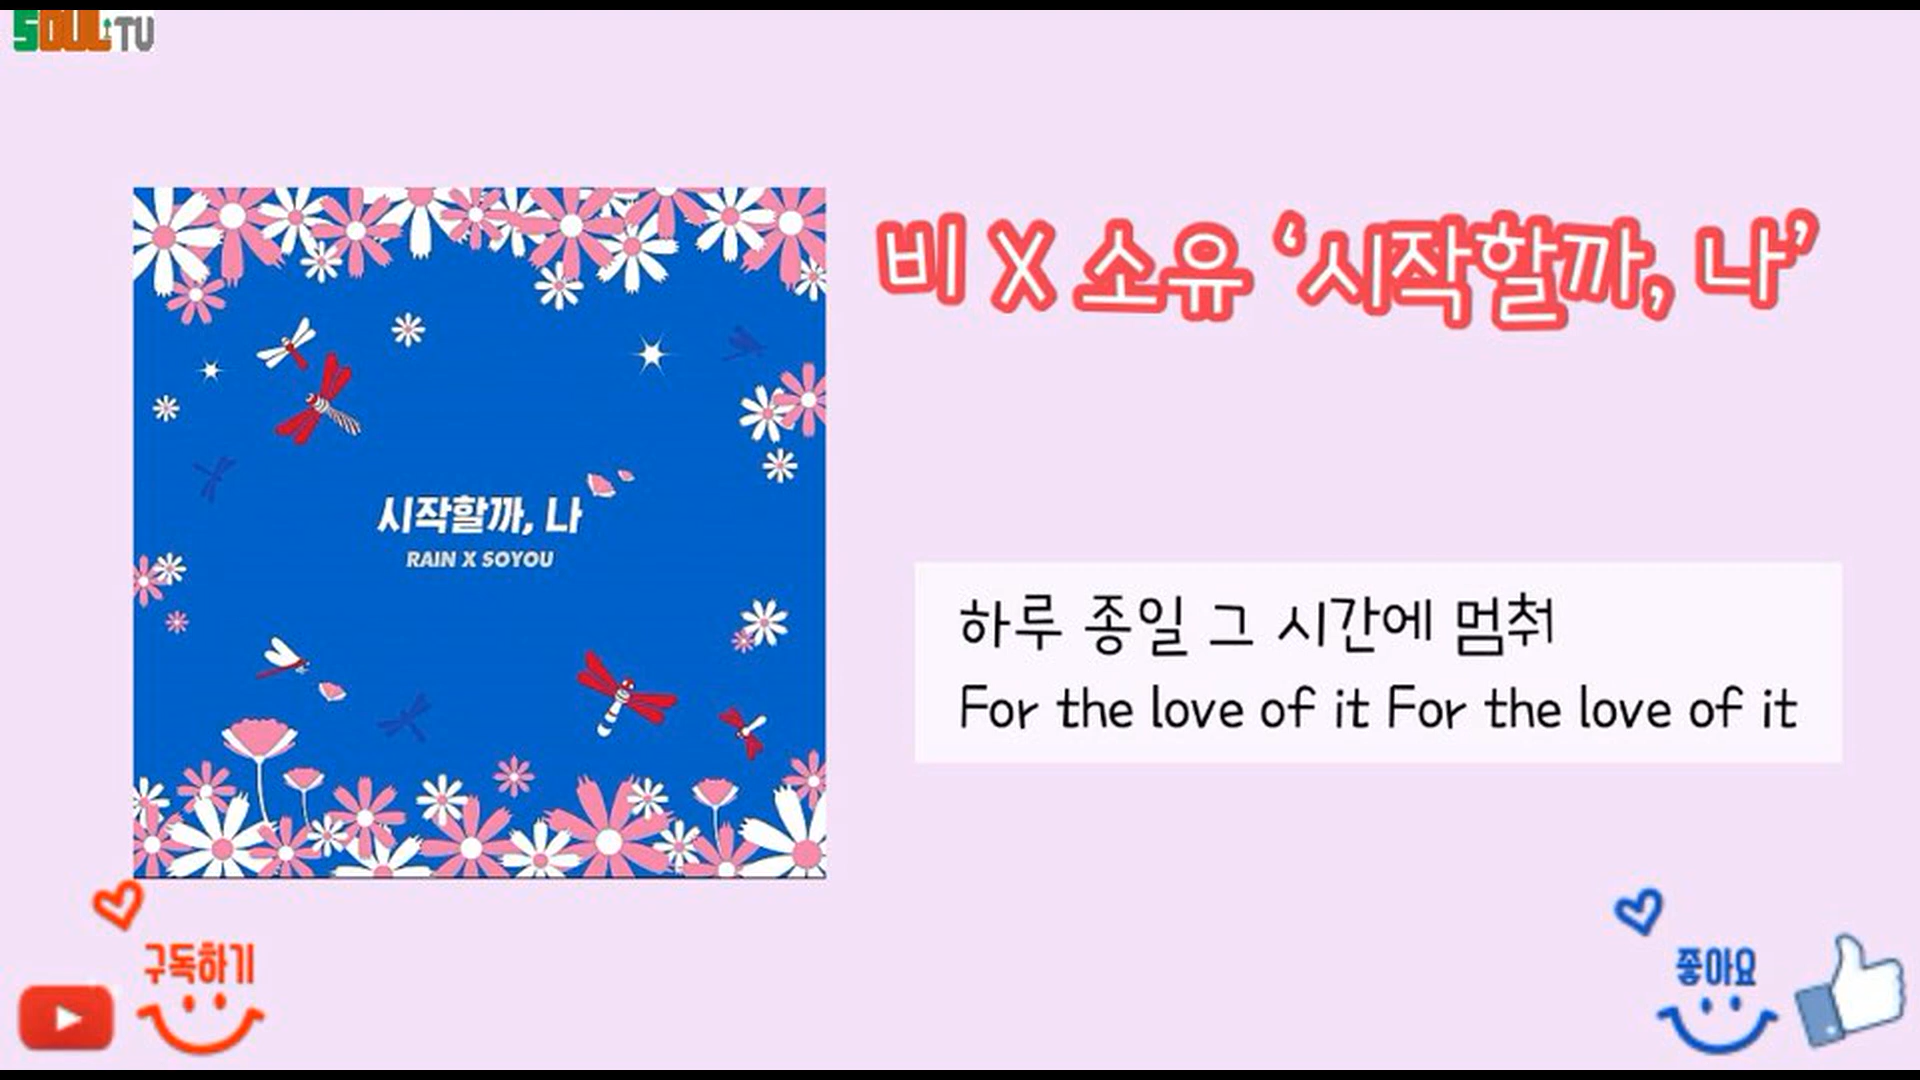 SOUL TV
비 X 소유 ‘시작할까, 나’
시작할까, 나
RAIN X SOYOU
하루 종일 그 시간에 멈춰
For the love of it For the love of it
구독하기
좋아요